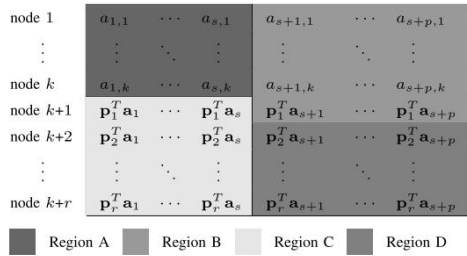 node 1 a_{1,1} ⋯ a_{s,1} a_{s+1,1} ⋯ a_{s+p,1}
⋮ ⋮ ⋱ ⋮ ⋮ ⋱ ⋮
node k a_{1,k} ⋯ a_{s,k} a_{s+1,k} ⋯ a_{s+p,k}
node k+1 p_1^T a_1 ⋯ p_1^T a_s p_1^T a_{s+1} ⋯ p_1^T a_{s+p}
node k+2 p_2^T a_1 ⋯ p_2^T a_s p_2^T a_{s+1} ⋯ p_2^T a_{s+p}
⋮ ⋮ ⋱ ⋮ ⋮ ⋱ ⋮
node k+r p_r^T a_1 ⋯ p_r^T a_s p_r^T a_{s+1} ⋯ p_r^T a_{s+p}
Region A Region B Region C Region D